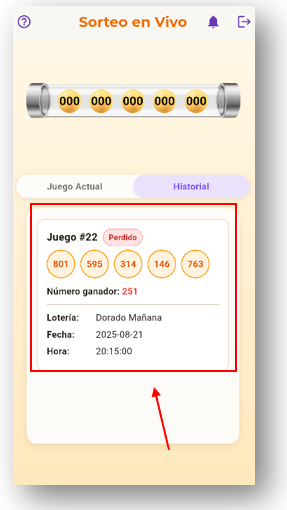 Sorteo en Vivo
000 000 000 000 000
Juego Actual Historial
Juego #22 Perdido
801 595 314 146 763
Número ganador: 251
Lotería: Dorado Mañana
Fecha: 2025-08-21
Hora: 20:15:00